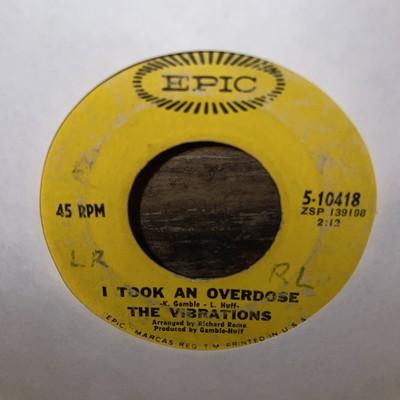 EPIC
45 RPM
5-10418
ZSP 139198
2:12
LR
RL
I TOOK AN OVERDOSE
-K. Gamble - L. Huff-
THE VIBRATIONS
Arranged by Richard Rome
Produced by Gamble-Huff
EPIC, MARCAS REG. T.M. PRINTED IN U.S.A.